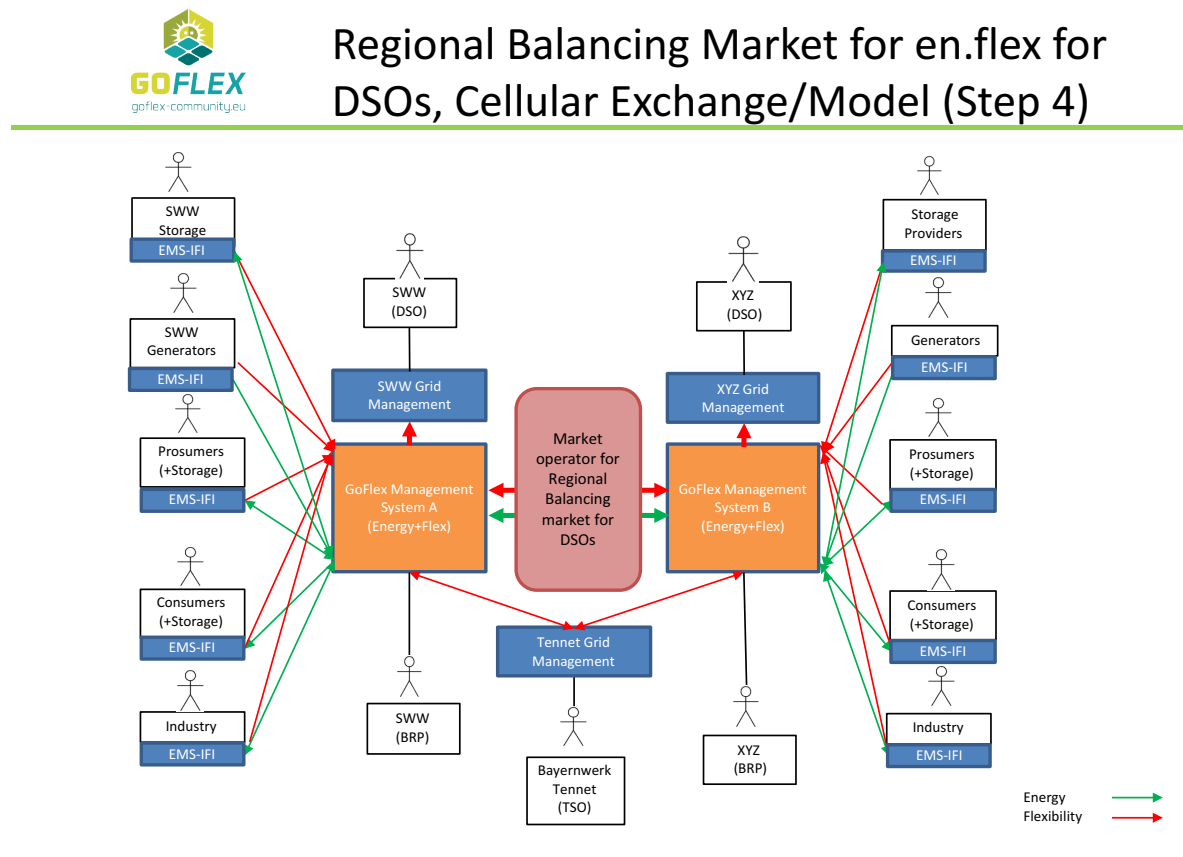 GOFLEX
goflex-community.eu
Regional Balancing Market for en.flex for
DSOs, Cellular Exchange/Model (Step 4)
SWW
Storage
EMS-IFI
SWW
Generators
EMS-IFI
Prosumers
(+Storage)
EMS-IFI
Consumers
(+Storage)
EMS-IFI
Industry
EMS-IFI
SWW
(DSO)
SWW Grid
Management
GoFlex Management
System A
(Energy+Flex)
SWW
(BRP)
Market
operator for
Regional
Balancing
market for
DSOs
Tennet Grid
Management
Bayernwerk
Tennet
(TSO)
XYZ
(DSO)
XYZ Grid
Management
GoFlex Management
System B
(Energy+Flex)
XYZ
(BRP)
Storage
Providers
EMS-IFI
Generators
EMS-IFI
Prosumers
(+Storage)
EMS-IFI
Consumers
(+Storage)
EMS-IFI
Industry
EMS-IFI
Energy
Flexibility